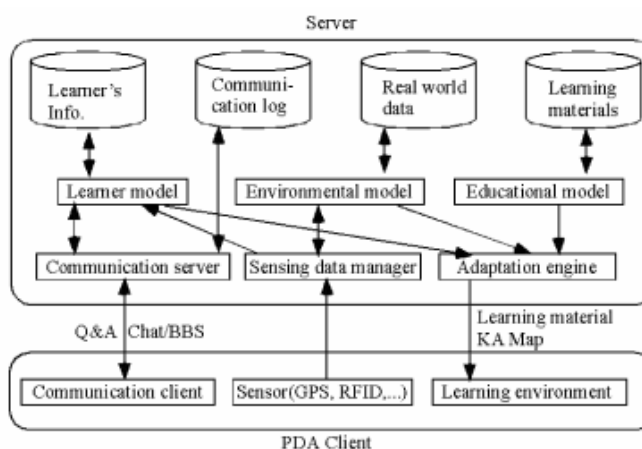 Server
Learner's
Info.
Communi-
cation log
Real world
data
Learning
materials
Learner model
Environmental model
Educational model
Communication server
Sensing data manager
Adaptation engine
Q&A
Chat/BBS
Learning material
KA Map
Communication client
Sensor(GPS, RFID,...)
Learning environment
PDA Client